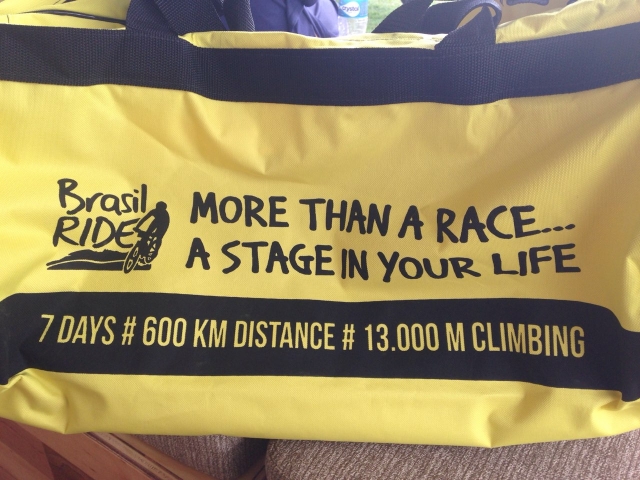 Brasil
RIDE
MORE THAN A RACE...
A STAGE IN YOUR LIFE
7 DAYS # 600 KM DISTANCE # 13.000 M CLIMBING